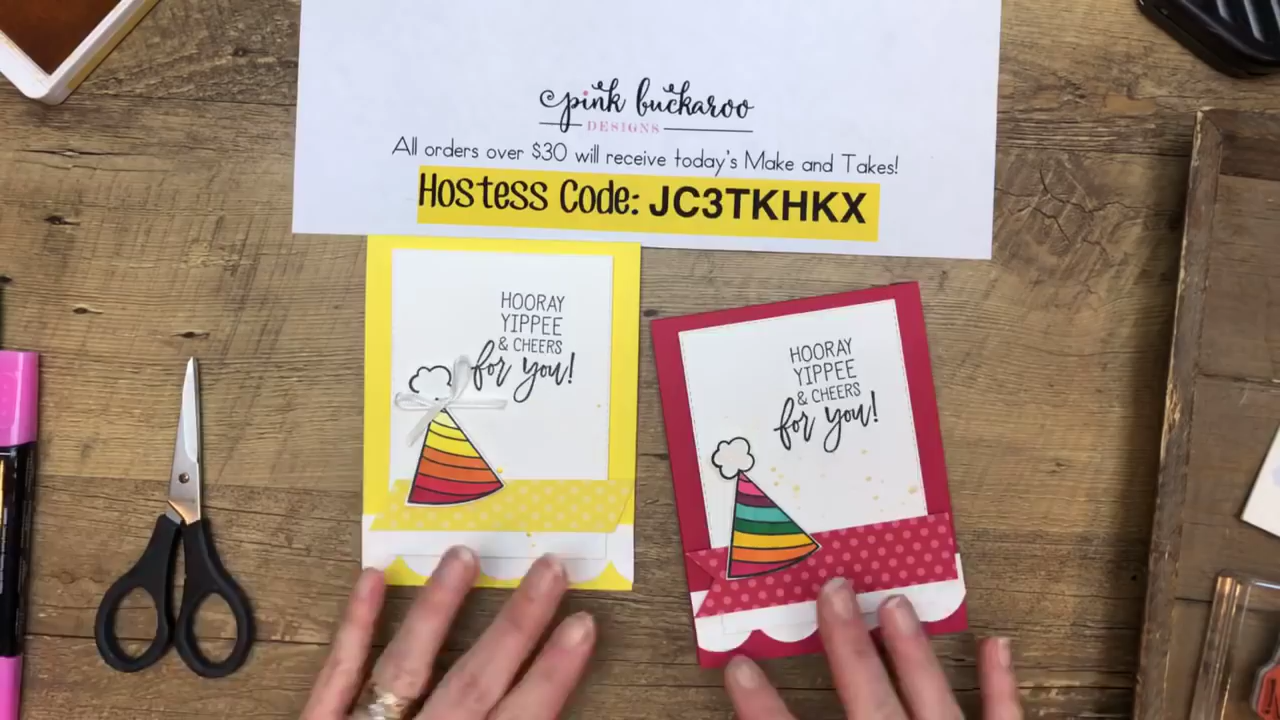 pink buckaroo
DESIGNS
All orders over $30 will receive today's Make and Takes!
Hostess Code: JC3TKHKX
HOORAY
YIPPEE
& CHEERS
for you!
HOORAY
YIPPEE
& CHEERS
for you!